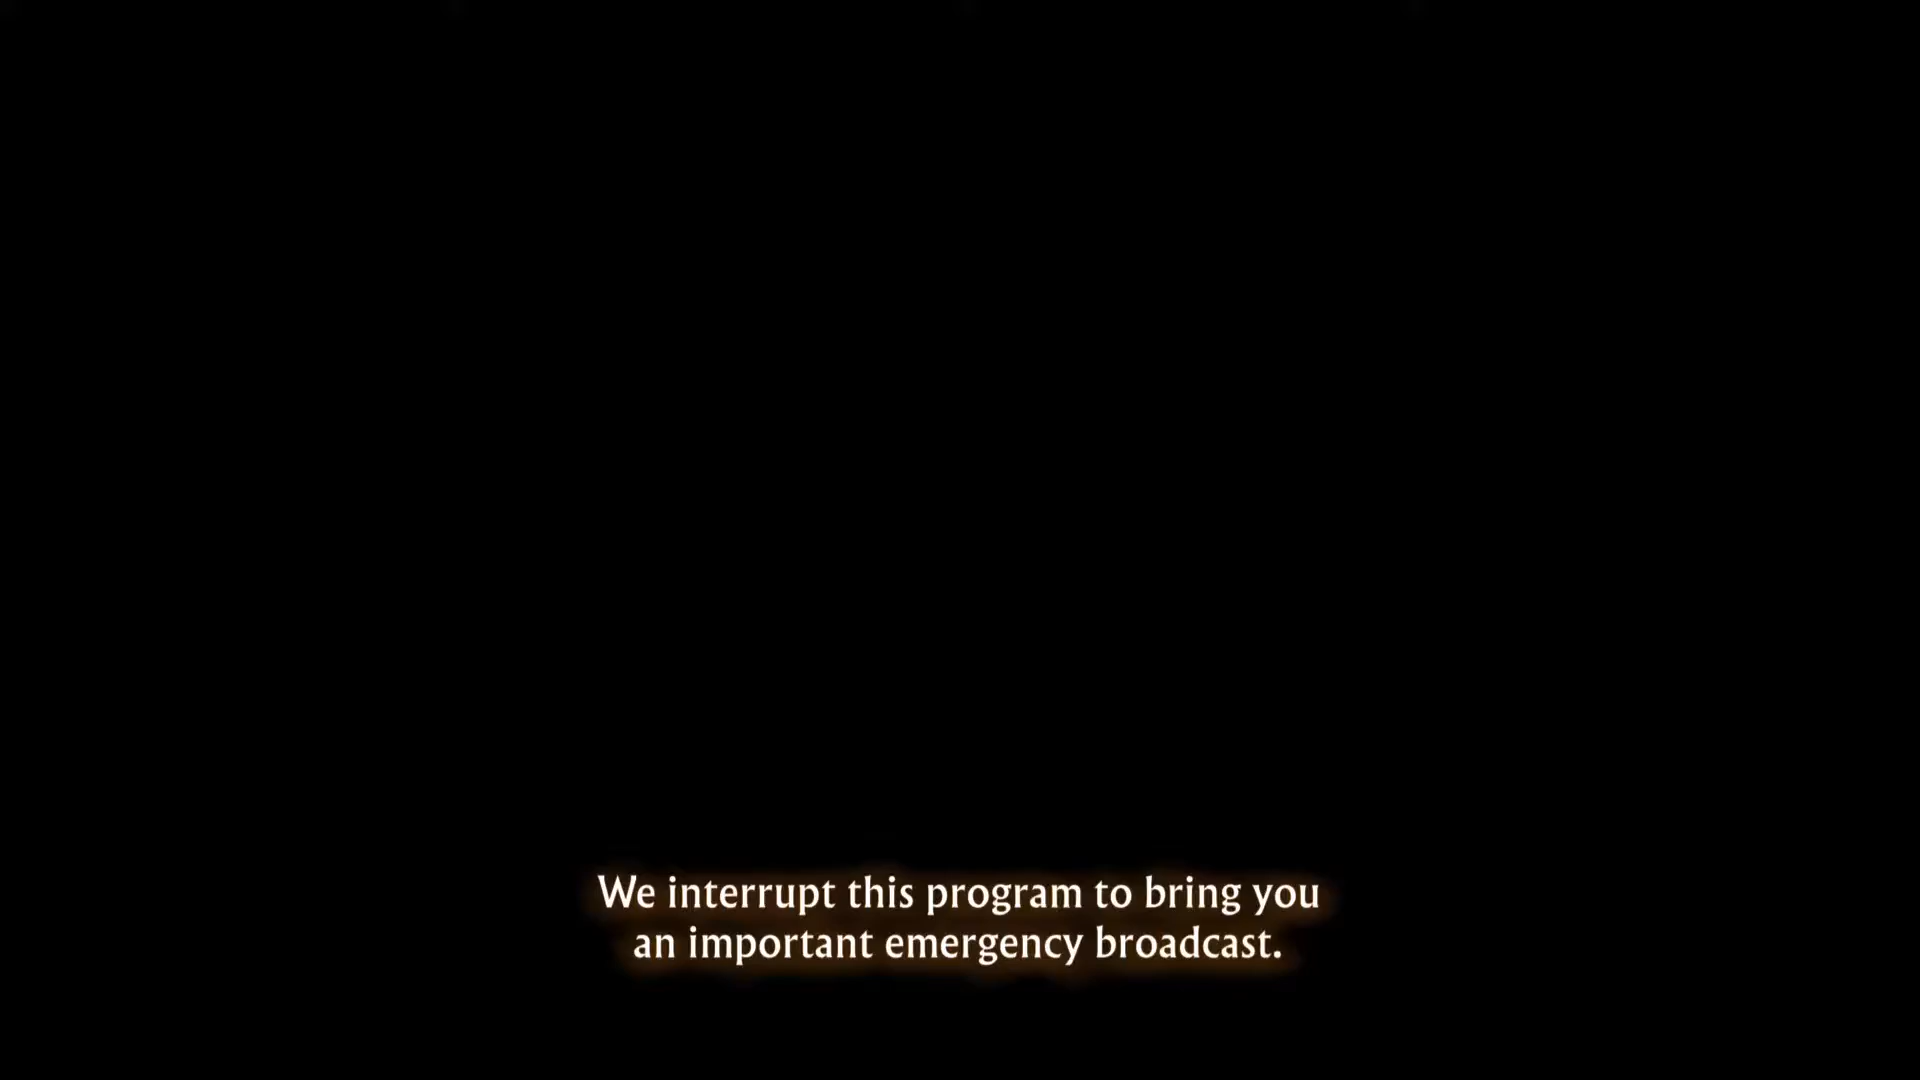 We interrupt this program to bring you
an important emergency broadcast.